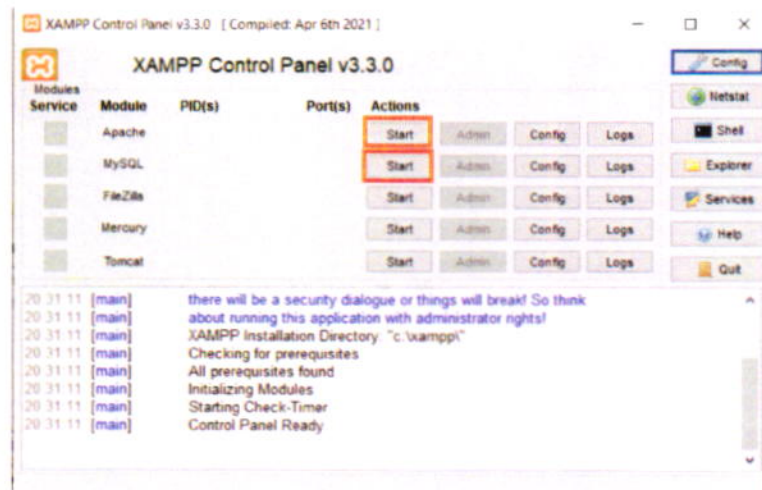 XAMPP Control Panel v3.3.0 [ Compiled: Apr 6th 2021 ]
XAMPP Control Panel v3.3.0
Config
Modules
Service Module PID(s) Port(s) Actions
Netstat
Apache Start Admin Config Logs Shell
MySQL Start Admin Config Logs Explorer
FileZilla Start Admin Config Logs Services
Mercury Start Admin Config Logs Help
Tomcat Start Admin Config Logs Quit
20:31:11 [main] there will be a security dialogue or things will break! So think
20:31:11 [main] about running this application with administrator rights!
20:31:11 [main] XAMPP Installation Directory: "c:\xampp\"
20:31:11 [main] Checking for prerequisites
20:31:11 [main] All prerequisites found
20:31:11 [main] Initializing Modules
20:31:11 [main] Starting Check-Timer
20:31:11 [main] Control Panel Ready